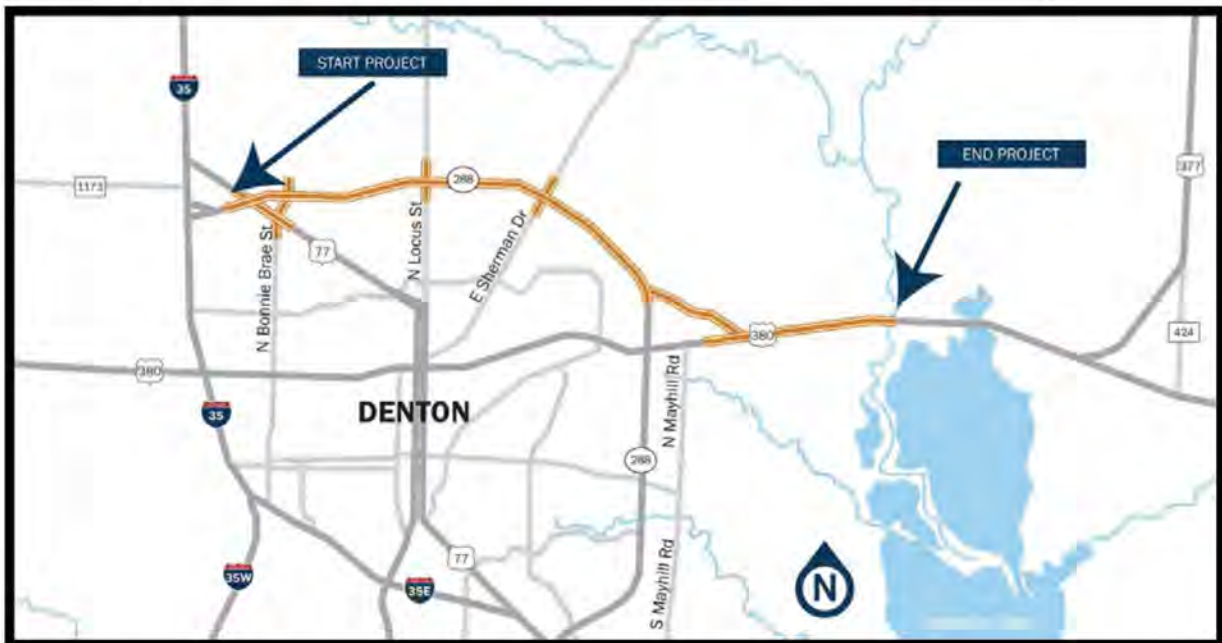 START PROJECT
35
END PROJECT
377
1173
288
N Bonnie Brae St
77
N Locus St
E Sherman Dr
380
424
380
35
DENTON
N Mayhill Rd
288
35W
35E
77
S Mayhill Rd
N